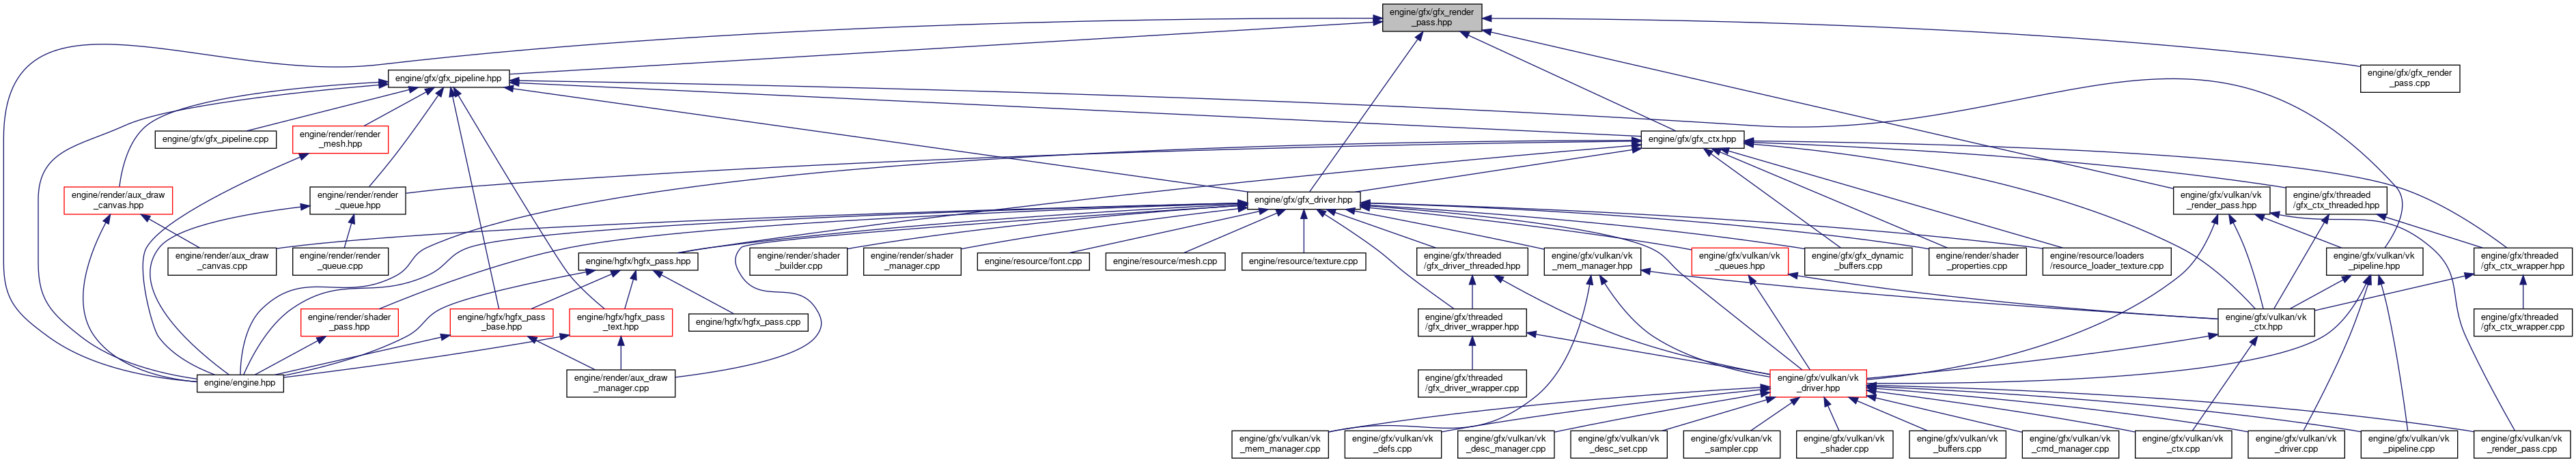 engine/gfx/gfx_render
_pass.hpp
engine/gfx/gfx_pipeline.hpp
engine/gfx/gfx_render
_pass.cpp
engine/gfx/gfx_pipeline.cpp
engine/render/render
_mesh.hpp
engine/gfx/gfx_ctx.hpp
engine/render/aux_draw
_canvas.hpp
engine/render/render
_queue.hpp
engine/gfx/gfx_driver.hpp
engine/gfx/vulkan/vk
_render_pass.hpp
engine/gfx/threaded
/gfx_ctx_threaded.hpp
engine/render/aux_draw
_canvas.cpp
engine/render/render
_queue.cpp
engine/hgfx/hgfx_pass.hpp
engine/render/shader
_builder.cpp
engine/render/shader
_manager.cpp
engine/resource/font.cpp
engine/resource/mesh.cpp
engine/resource/texture.cpp
engine/gfx/threaded
/gfx_driver_threaded.hpp
engine/gfx/vulkan/vk
_mem_manager.hpp
engine/gfx/vulkan/vk
_queues.hpp
engine/gfx/gfx_dynamic
_buffers.cpp
engine/render/shader
_properties.cpp
engine/resource/loaders
/resource_loader_texture.cpp
engine/gfx/vulkan/vk
_pipeline.hpp
engine/gfx/threaded
/gfx_ctx_wrapper.hpp
engine/render/shader
_pass.hpp
engine/hgfx/hgfx_pass
_base.hpp
engine/hgfx/hgfx_pass
_text.hpp
engine/hgfx/hgfx_pass.cpp
engine/gfx/threaded
/gfx_driver_wrapper.hpp
engine/gfx/vulkan/vk
_ctx.hpp
engine/gfx/threaded
/gfx_ctx_wrapper.cpp
engine/engine.hpp
engine/render/aux_draw
_manager.cpp
engine/gfx/threaded
/gfx_driver_wrapper.cpp
engine/gfx/vulkan/vk
_driver.hpp
engine/gfx/vulkan/vk
_mem_manager.cpp
engine/gfx/vulkan/vk
_defs.cpp
engine/gfx/vulkan/vk
_desc_manager.cpp
engine/gfx/vulkan/vk
_desc_set.cpp
engine/gfx/vulkan/vk
_sampler.cpp
engine/gfx/vulkan/vk
_shader.cpp
engine/gfx/vulkan/vk
_buffers.cpp
engine/gfx/vulkan/vk
_cmd_manager.cpp
engine/gfx/vulkan/vk
_ctx.cpp
engine/gfx/vulkan/vk
_driver.cpp
engine/gfx/vulkan/vk
_pipeline.cpp
engine/gfx/vulkan/vk
_render_pass.cpp